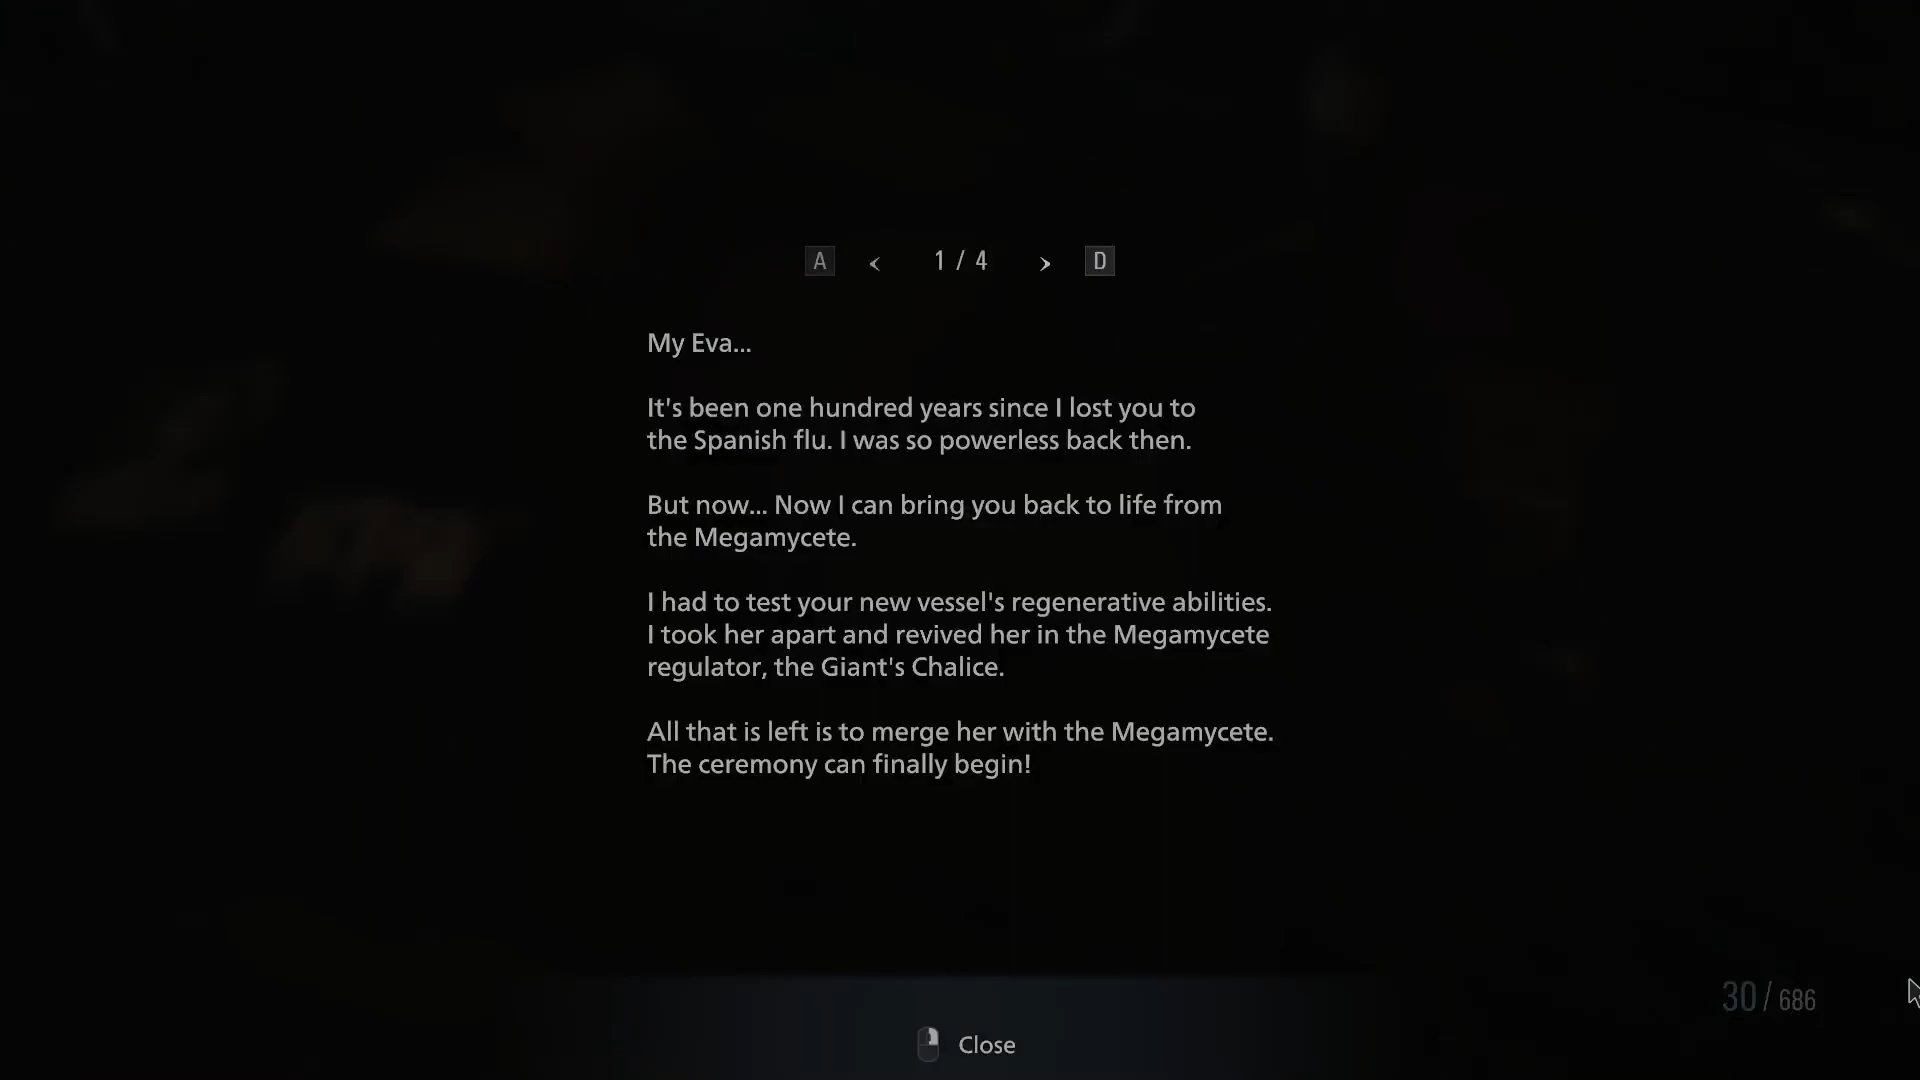 A < 1 / 4 > D
My Eva...
It's been one hundred years since I lost you to
the Spanish flu. I was so powerless back then.
But now... Now I can bring you back to life from
the Megamycete.
I had to test your new vessel's regenerative abilities.
I took her apart and revived her in the Megamycete
regulator, the Giant's Chalice.
All that is left is to merge her with the Megamycete.
The ceremony can finally begin!
30 / 686
Close